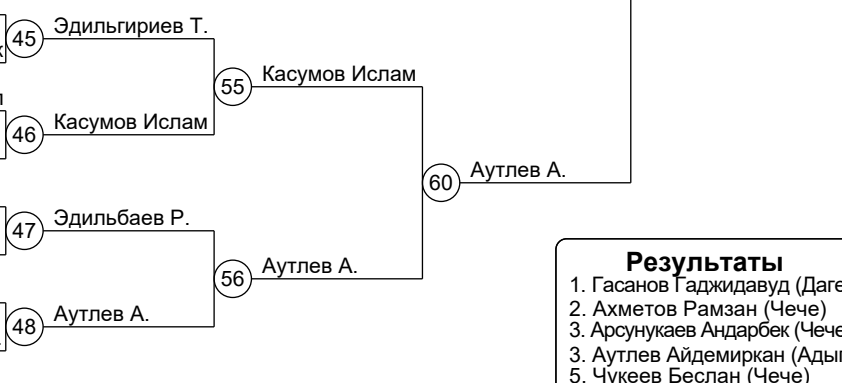 45 Эдильгириев Т.
55 Касумов Ислам
46 Касумов Ислам
60 Аутлев А.
47 Эдильбаев Р.
56 Аутлев А.
48 Аутлев А.
Результаты
1. Гасанов Гаджидавуд
2. Ахметов Рамзан (Чече)
3. Арсунукаев Андарбек (Чече
3. Аутлев Айдемиркан
5. Чукеев Беслан (Чече)